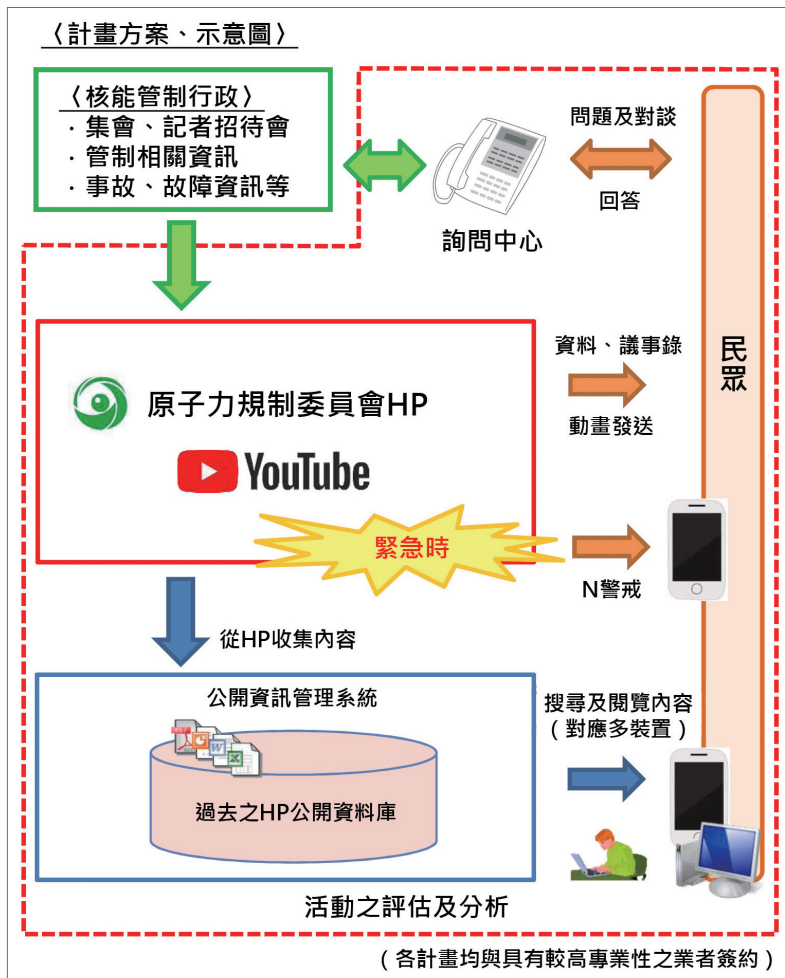 〈計畫方案、示意圖〉
〈核能管制行政〉
．集會、記者招待會
．管制相關資訊
．事故、故障資訊等
詢問中心
問題及對談
回答
民眾
原子力規制委員會HP
YouTube
資料、議事錄
動畫發送
緊急時
N警戒
從HP收集內容
公開資訊管理系統
過去之HP公開資料庫
搜尋及閱覽內容
（對應多裝置）
活動之評估及分析
（各計畫均與具有較高專業性之業者簽約）